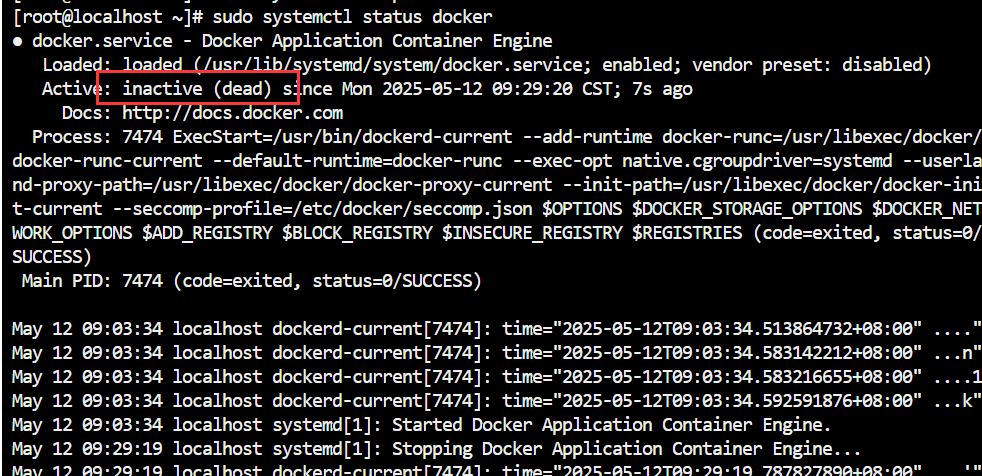 [root@localhost ~]# sudo systemctl status docker
● docker.service - Docker Application Container Engine
Loaded: loaded (/usr/lib/systemd/system/docker.service; enabled; vendor preset: disabled)
Active: inactive (dead) since Mon 2025-05-12 09:29:20 CST; 7s ago
Docs: http://docs.docker.com
Process: 7474 ExecStart=/usr/bin/dockerd-current --add-runtime docker-runc=/usr/libexec/docker/
docker-runc-current --default-runtime=docker-runc --exec-opt native.cgroupdriver=systemd --userla
nd-proxy-path=/usr/libexec/docker/docker-proxy-current --init-path=/usr/libexec/docker/docker-ini
t-current --seccomp-profile=/etc/docker/seccomp.json $OPTIONS $DOCKER_STORAGE_OPTIONS $DOCKER_NET
WORK_OPTIONS $ADD_REGISTRY $BLOCK_REGISTRY $INSECURE_REGISTRY $REGISTRIES (code=exited, status=0/
SUCCESS)
Main PID: 7474 (code=exited, status=0/SUCCESS)
May 12 09:03:34 localhost dockerd-current[7474]: time="2025-05-12T09:03:34.513864732+08:00" ...."
May 12 09:03:34 localhost dockerd-current[7474]: time="2025-05-12T09:03:34.583142212+08:00" ...n"
May 12 09:03:34 localhost dockerd-current[7474]: time="2025-05-12T09:03:34.583216655+08:00" ....1
May 12 09:03:34 localhost dockerd-current[7474]: time="2025-05-12T09:03:34.592591876+08:00" ...k"
May 12 09:03:34 localhost systemd[1]: Started Docker Application Container Engine.
May 12 09:29:19 localhost systemd[1]: Stopping Docker Application Container Engine...
May 12 09:29:19 localhost dockerd-current[7474]: time="2025-05-12T09:29:19.787827890+08:00" ...'"